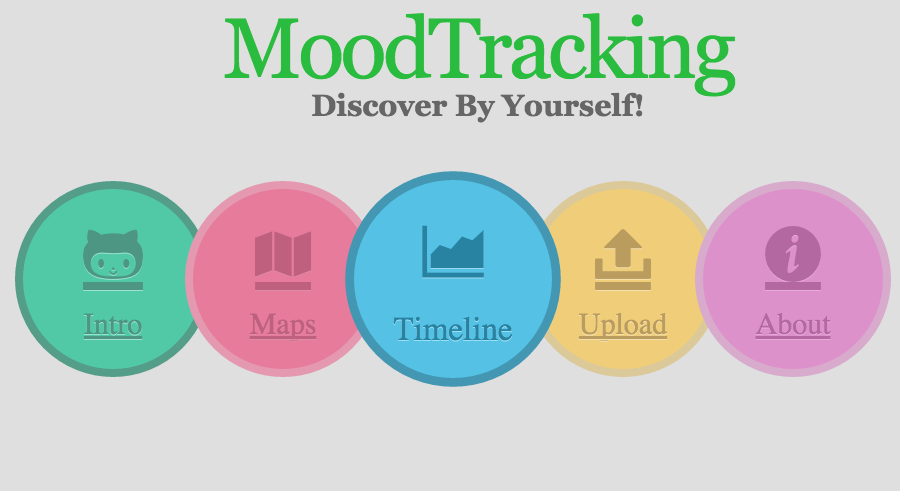 MoodTracking
Discover By Yourself!
Intro
Maps
Timeline
Upload
About